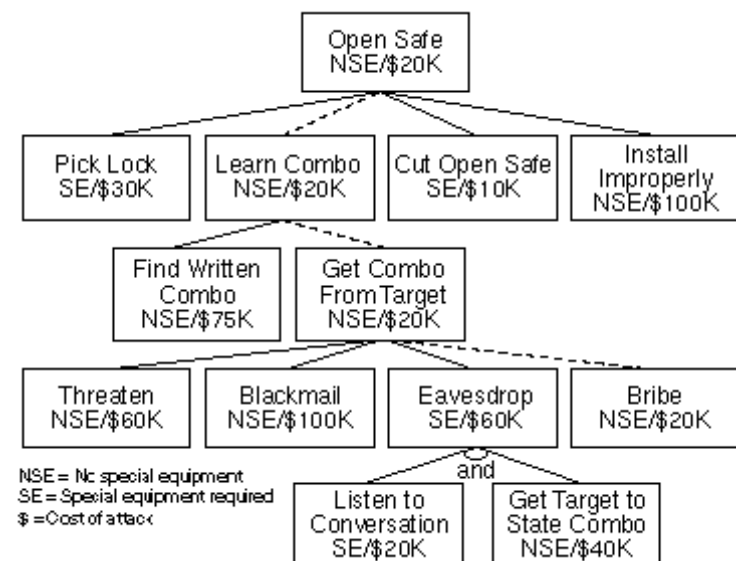 Open Safe
NSE/$20K
Pick Lock
SE/$30K
Learn Combo
NSE/$20K
Cut Open Safe
SE/$10K
Install
Improperly
NSE/$100K
Find Written
Combo
NSE/$75K
Get Combo
From Target
NSE/$20K
Threaten
NSE/$60K
Blackmail
NSE/$100K
Eavesdrop
SE/$60K
Bribe
NSE/$20K
and
NSE = No special equipment
SE = Special equipment required
$ = Cost of attack
Listen to
Conversation
SE/$20K
Get Target to
State Combo
NSE/$40K